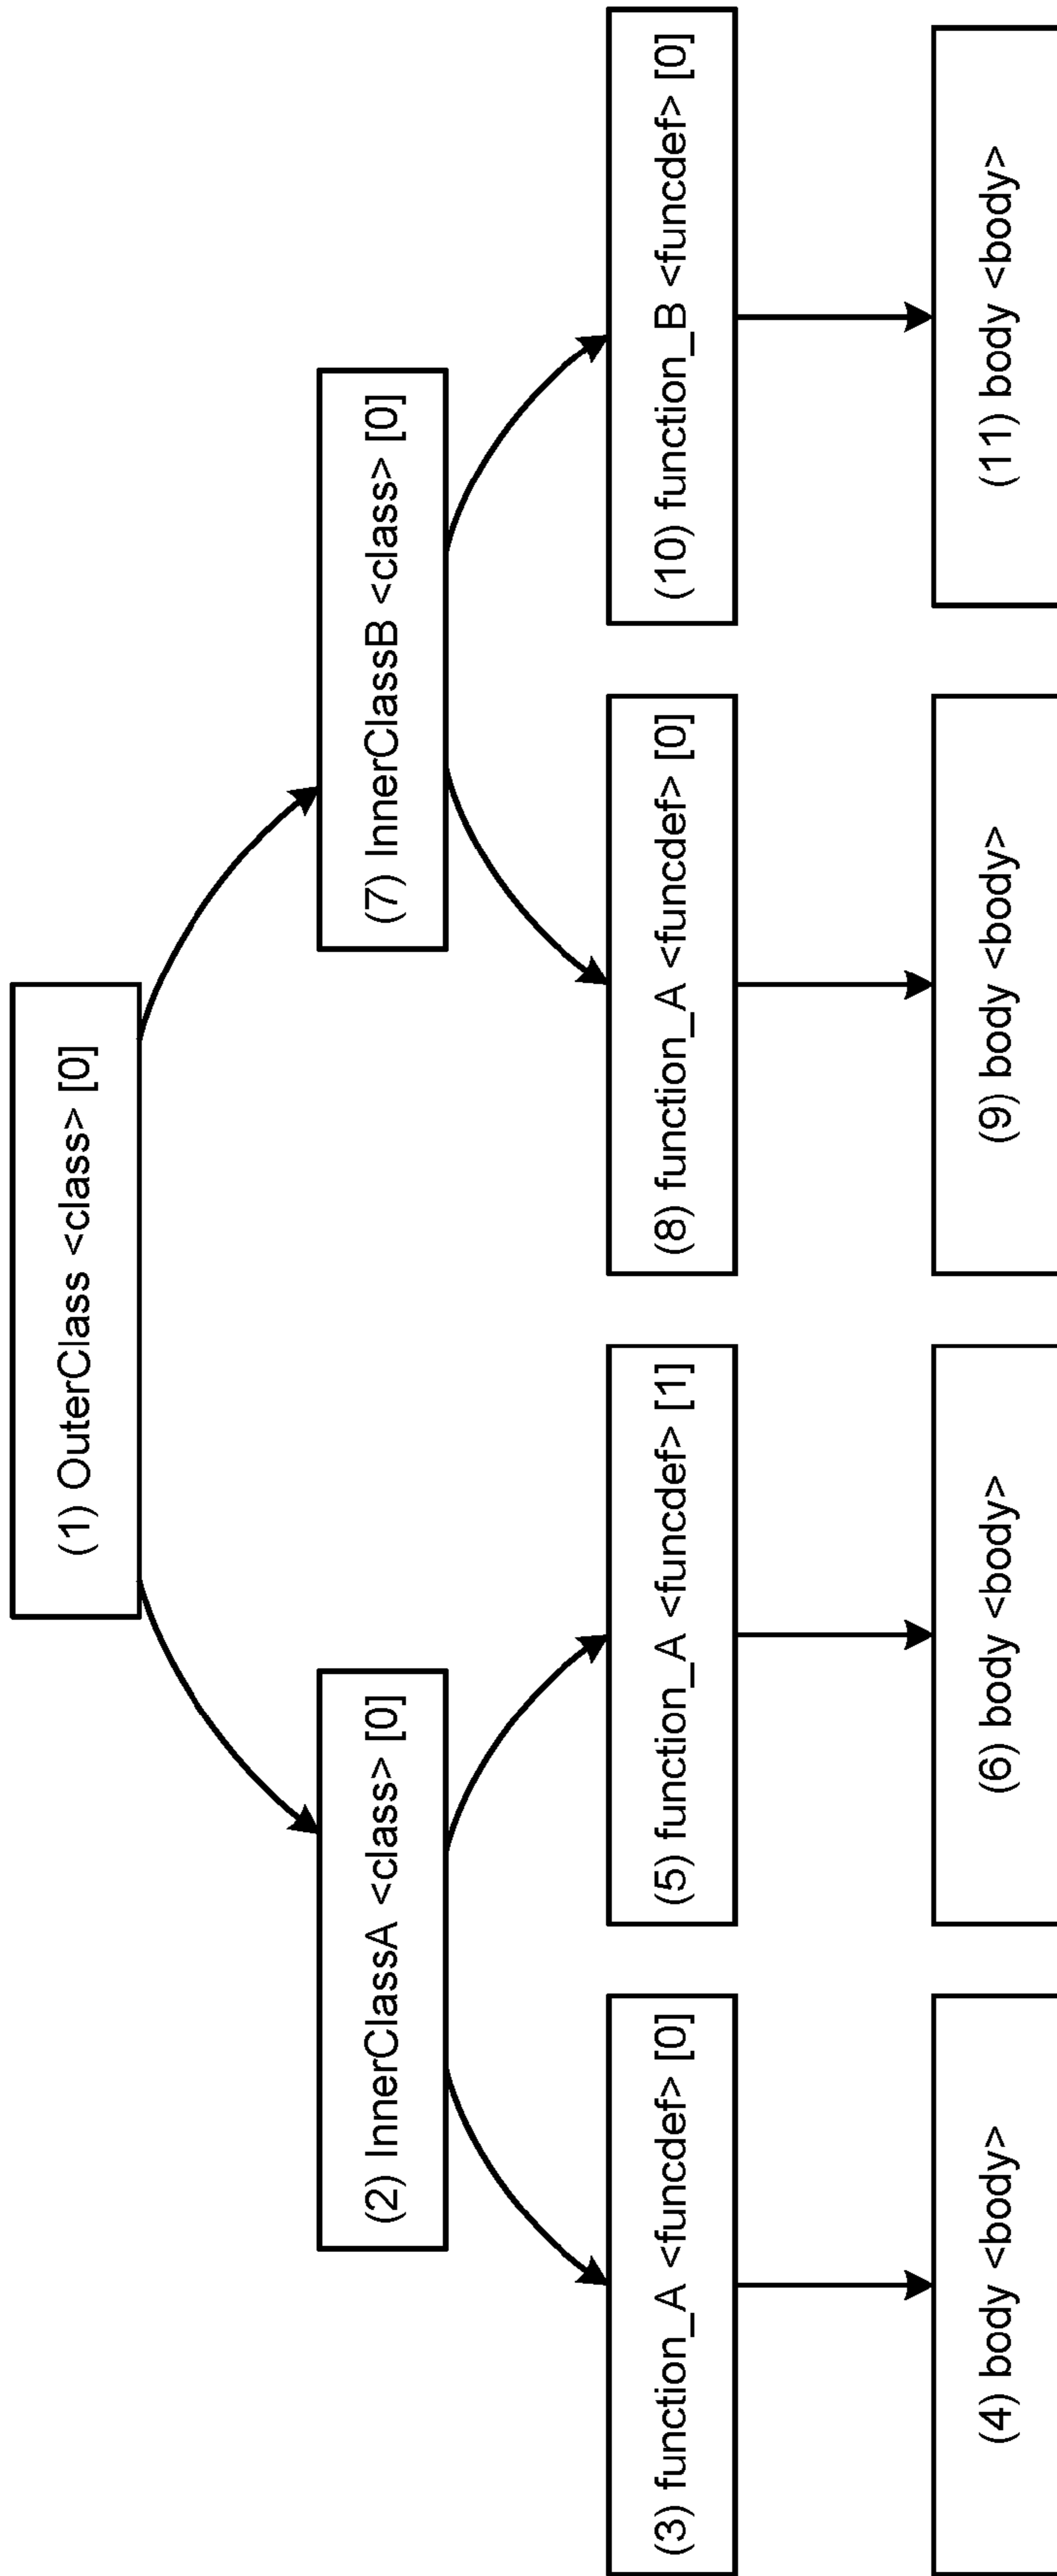 (1) OuterClass <class> [0]
(2) InnerClassA <class> [0]
(7) InnerClassB <class> [0]
(3) function_A <funcdef> [0]
(5) function_A <funcdef> [1]
(8) function_A <funcdef> [0]
(10) function_B <funcdef> [0]
(4) body <body>
(6) body <body>
(9) body <body>
(11) body <body>